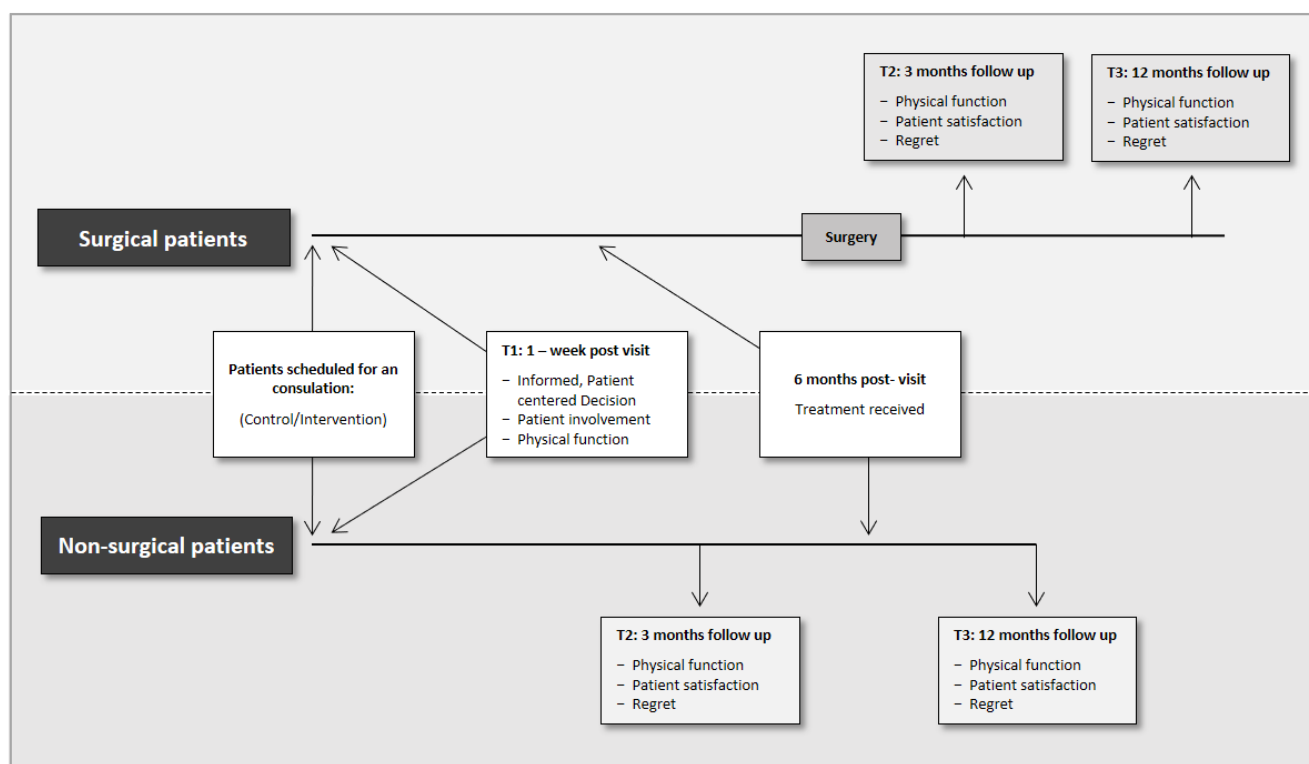 T2: 3 months follow up
− Physical function
− Patient satisfaction
− Regret
T3: 12 months follow up
− Physical function
− Patient satisfaction
− Regret
Surgical patients
Surgery
Patients scheduled for an
consulation:
(Control/Intervention)
T1: 1 – week post visit
− Informed, Patient
centered Decision
− Patient involvement
− Physical function
6 months post- visit
Treatment received
Non-surgical patients
T2: 3 months follow up
− Physical function
− Patient satisfaction
− Regret
T3: 12 months follow up
− Physical function
− Patient satisfaction
− Regret